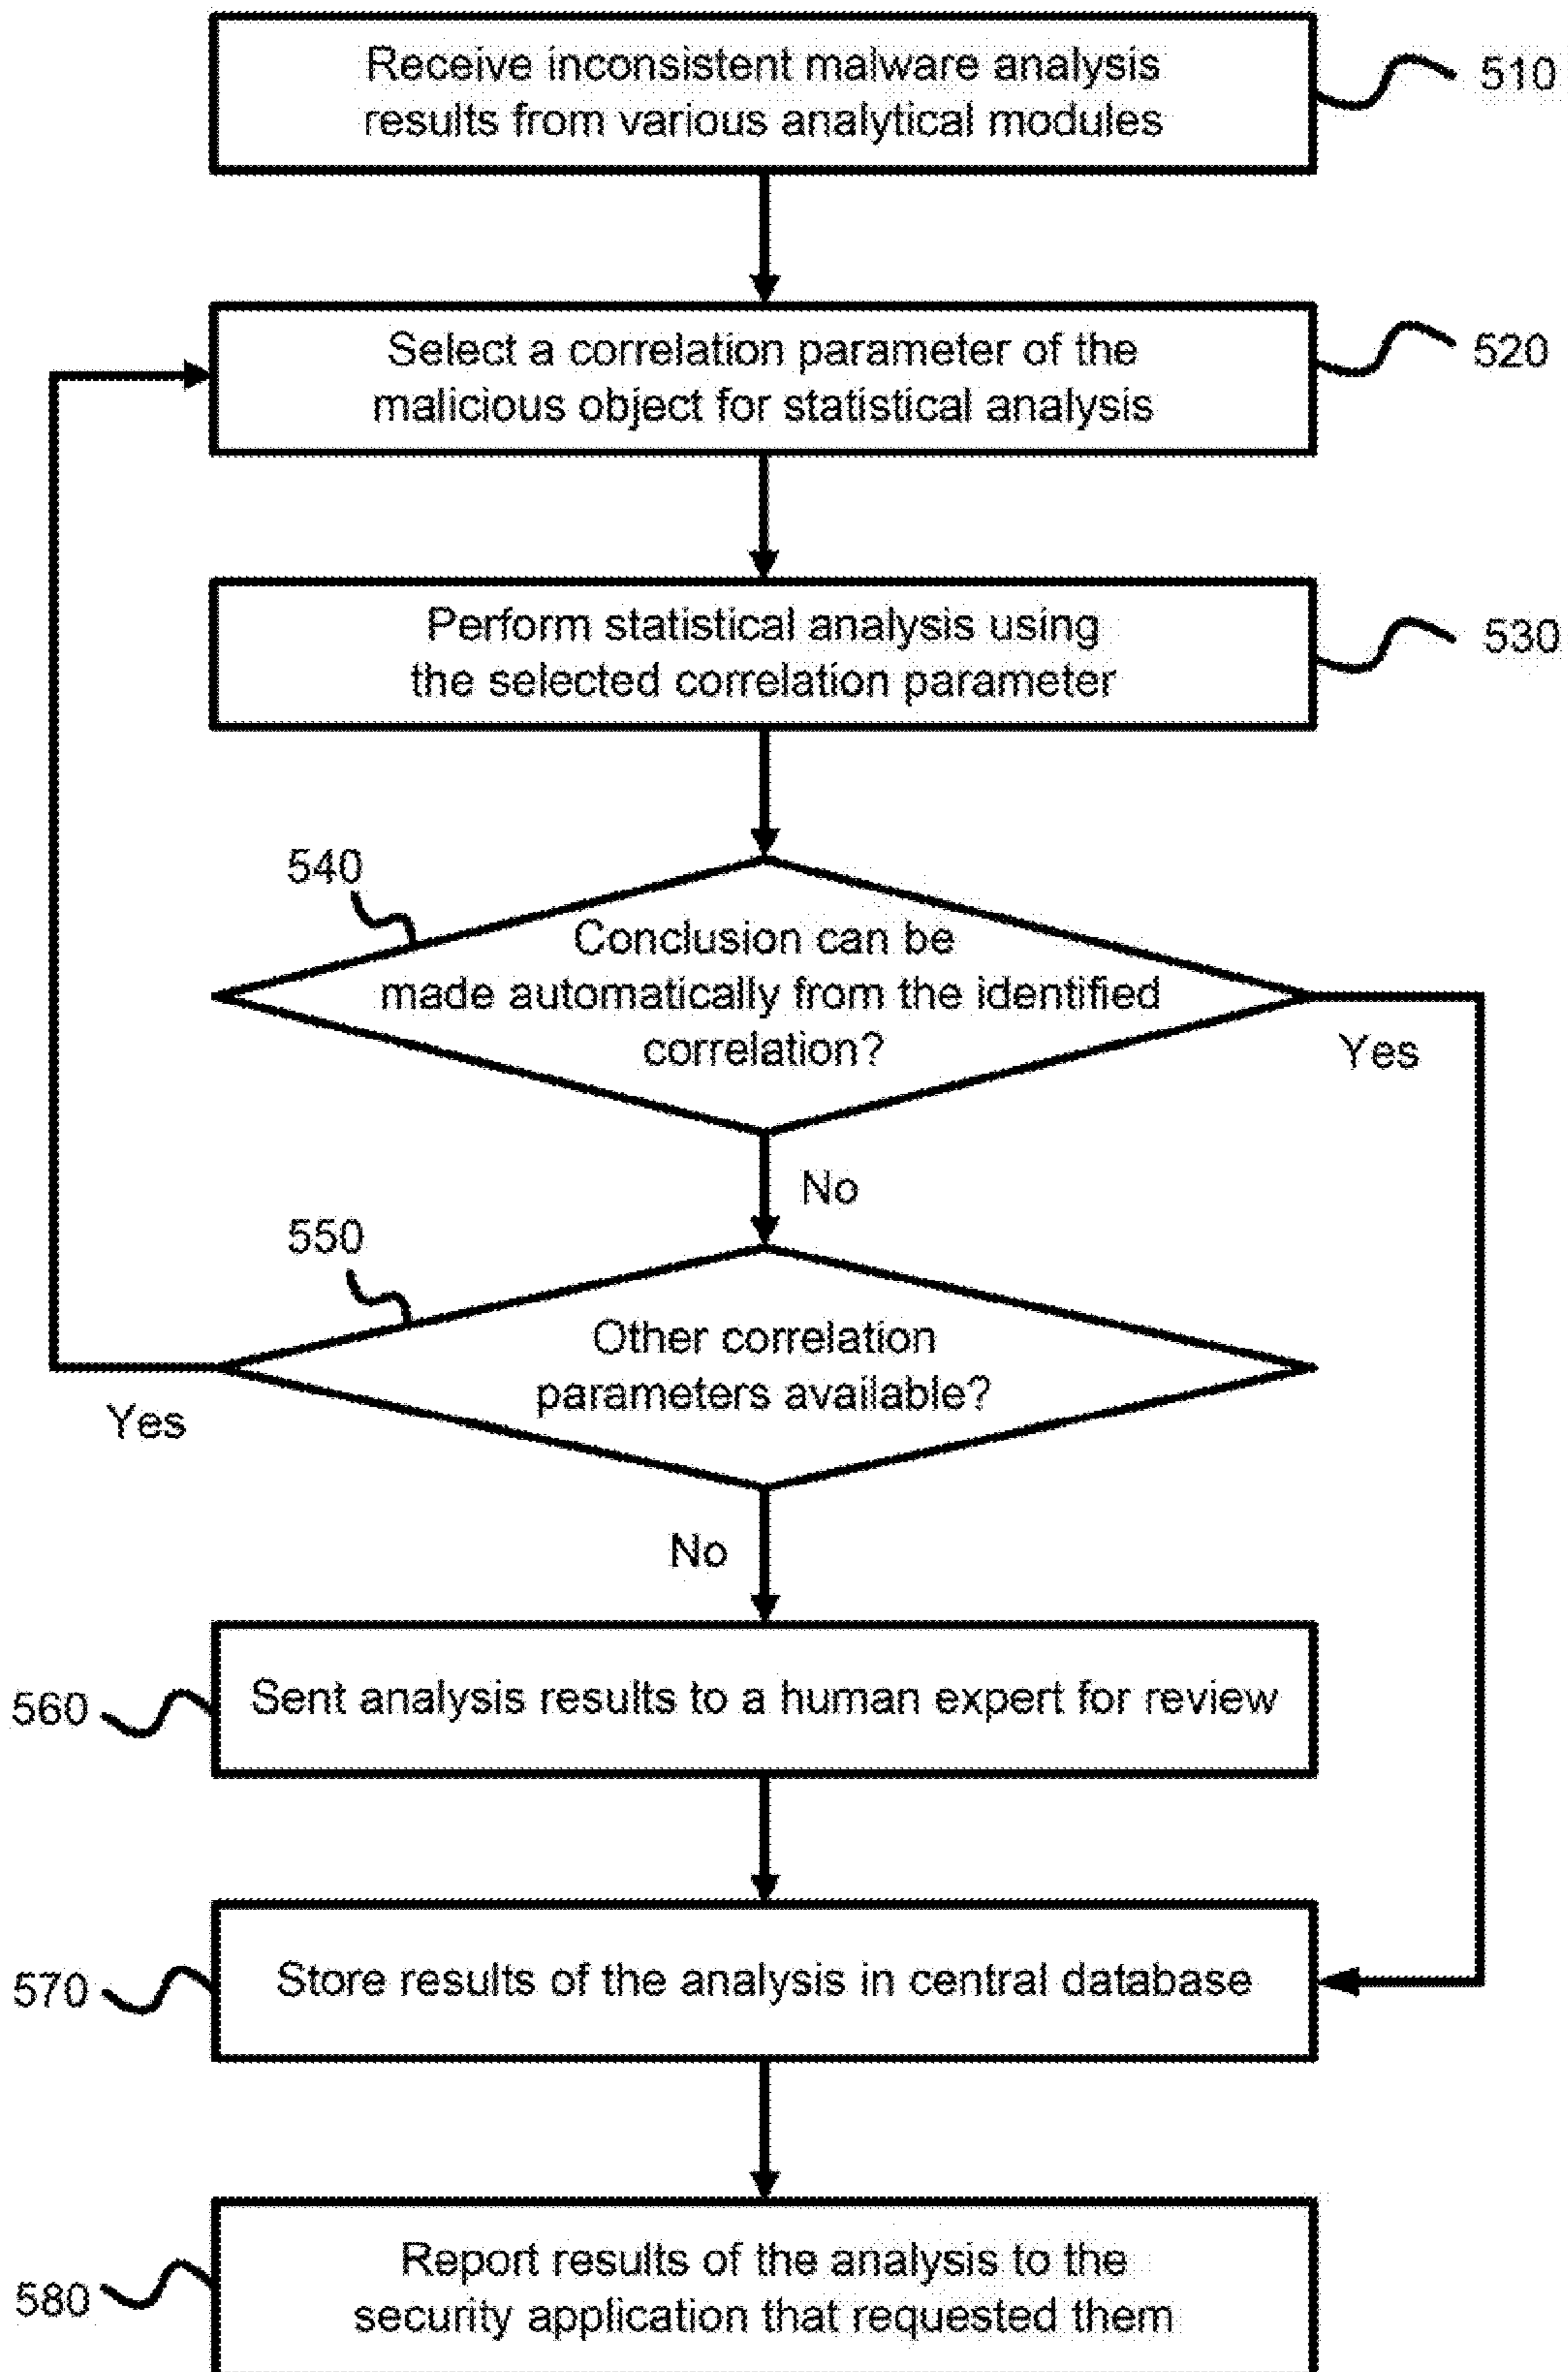 Receive inconsistent malware analysis
results from various analytical modules
510
Select a correlation parameter of the
malicious object for statistical analysis
520
Perform statistical analysis using
the selected correlation parameter
530
540
Conclusion can be
made automatically from the identified
correlation?
Yes
No
550
Other correlation
parameters available?
Yes
No
560
Sent analysis results to a human expert for review
570
Store results of the analysis in central database
580
Report results of the analysis to the
security application that requested them